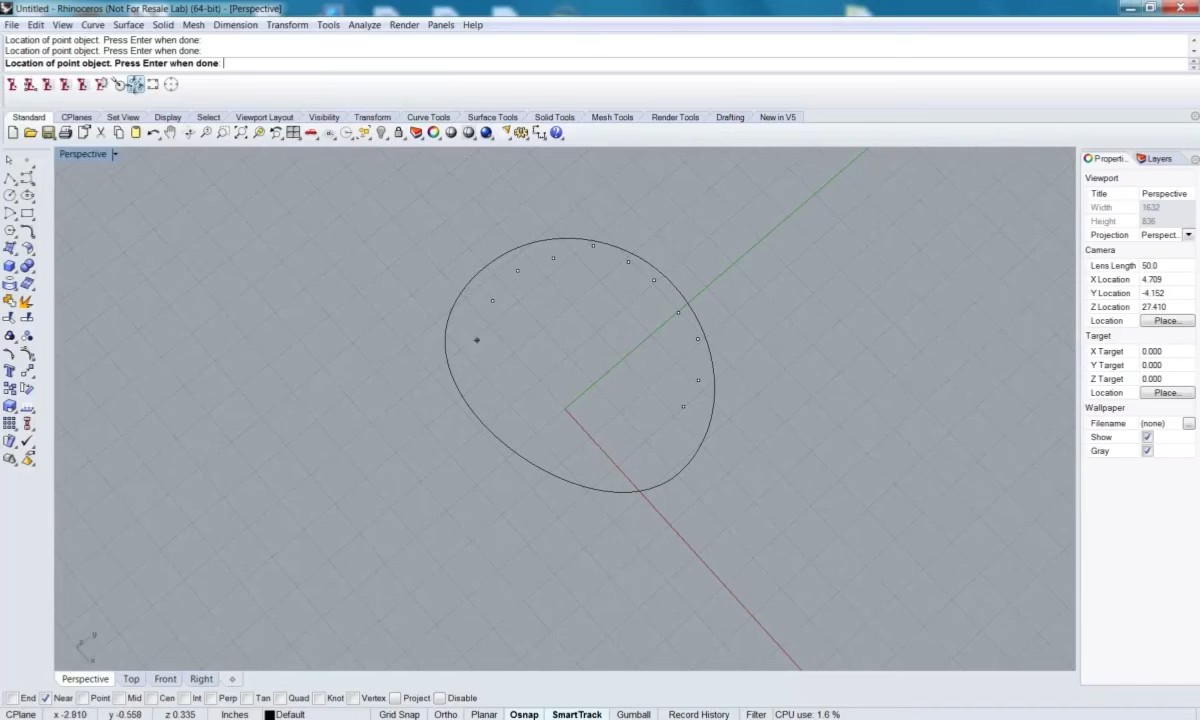 Untitled - Rhinoceros (Not For Resale Lab) (64-bit) - [Perspective]
File Edit View Curve Surface Solid Mesh Dimension Transform Tools Analyze Render Panels Help
Location of point object. Press Enter when done:
Location of point object. Press Enter when done:
Location of point object. Press Enter when done:
Standard CPlanes Set View Display Select Viewport Layout Visibility Transform Curve Tools Surface Tools Solid Tools Mesh Tools Render Tools Drafting New in V5
Perspective
Properti... Layers
Viewport
Title Perspective
Width 1632
Height 836
Projection Perspect...
Camera
Lens Length 50.0
X Location 4.709
Y Location -4.152
Z Location 27.410
Location Place...
Target
X Target 0.000
Y Target 0.000
Z Target 0.000
Location Place...
Wallpaper
Filename (none) ...
Show
Gray
y
z
x
Perspective Top Front Right
End Near Point Mid Cen Int Perp Tan Quad Knot Vertex Project Disable
CPlane x -2.910 y -0.558 z 0.335 Inches Default Grid Snap Ortho Planar Osnap SmartTrack Gumball Record History Filter CPU use: 1.6 %